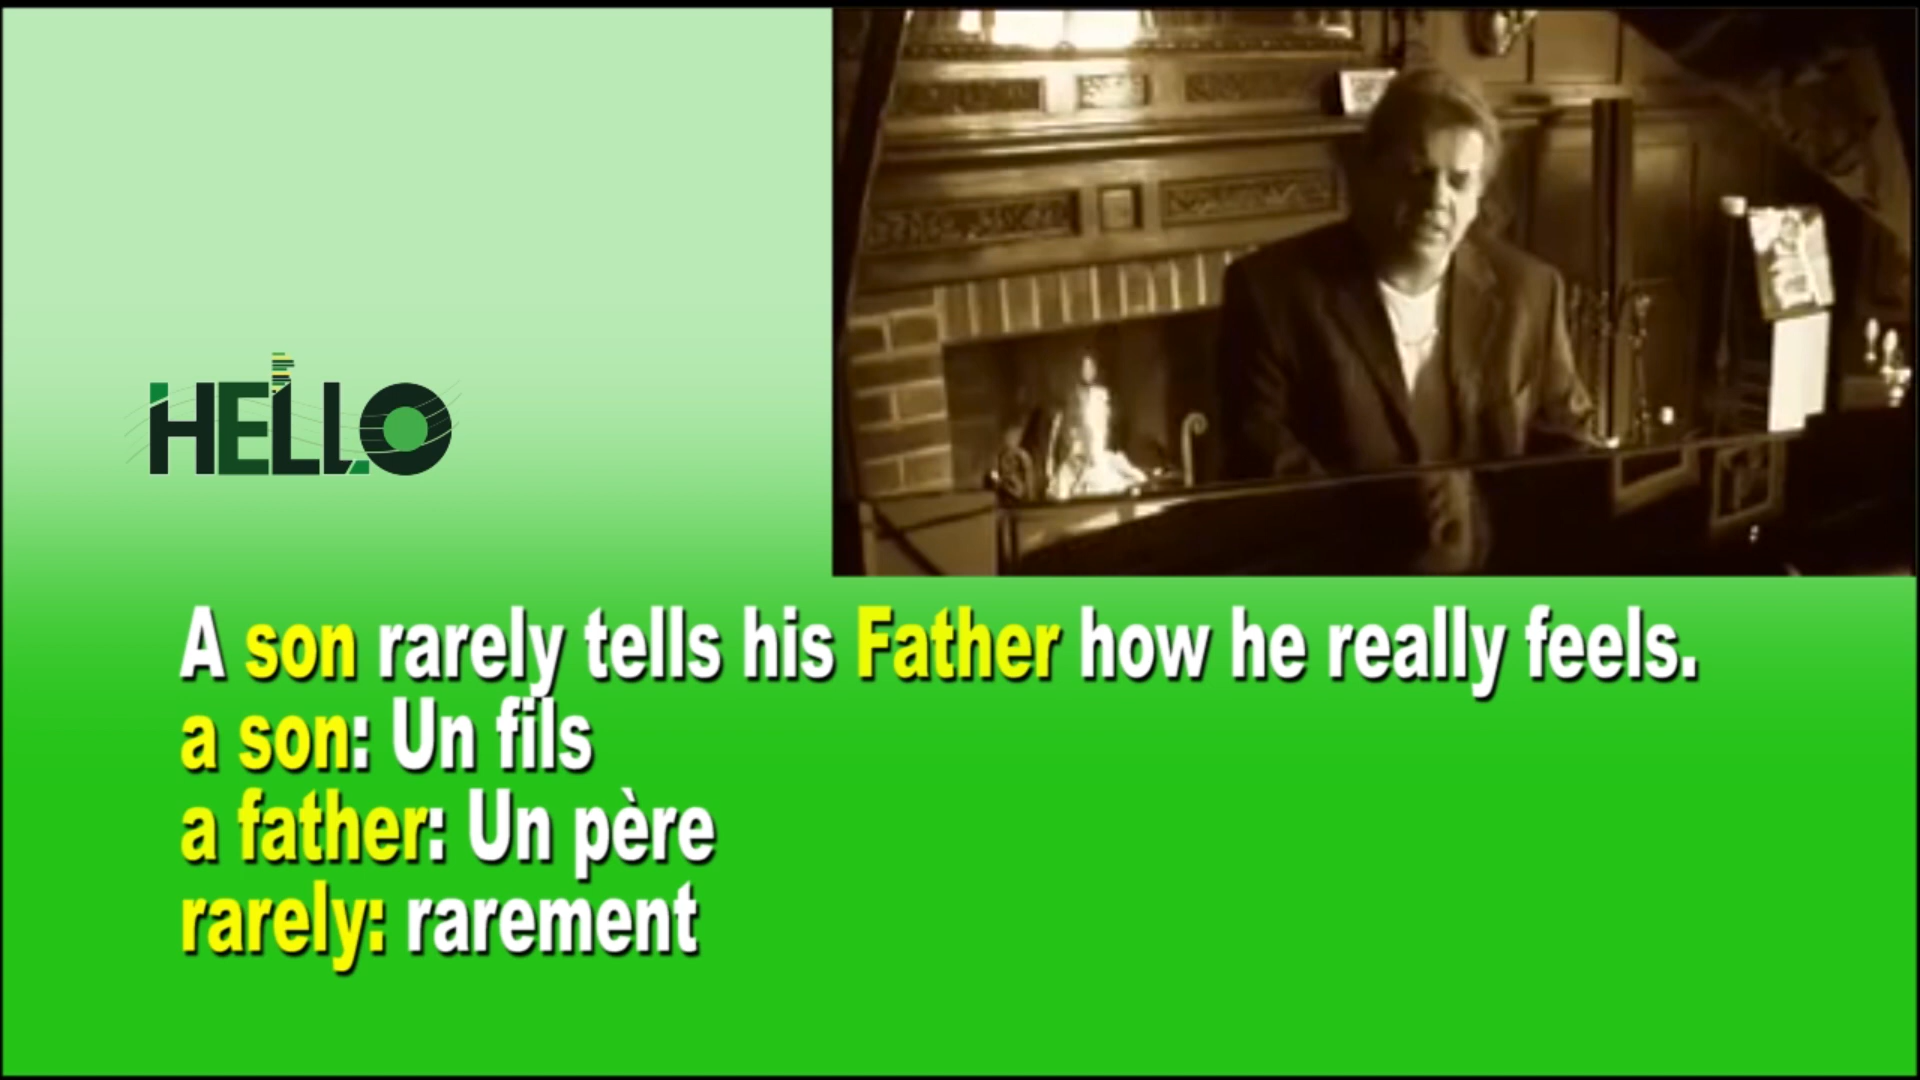 HELLO
A son rarely tells his Father how he really feels.
a son: Un fils
a father: Un père
rarely: rarement